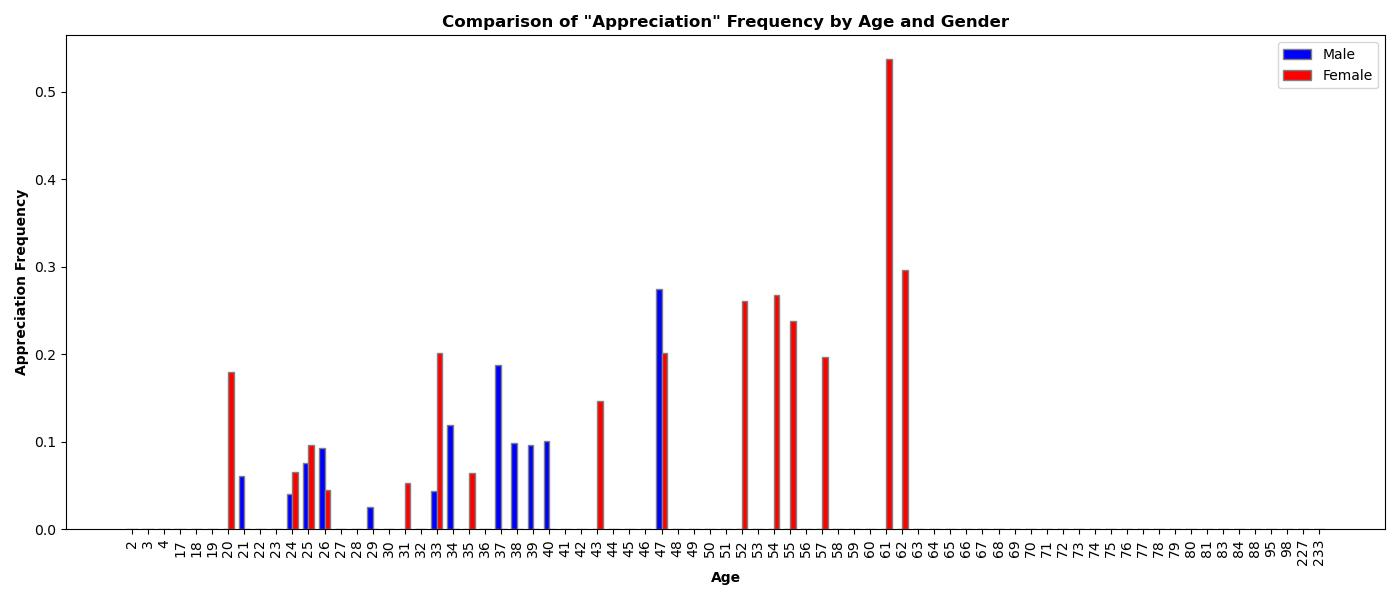 Comparison of "Appreciation" Frequency by Age and Gender
Male
Female
Appreciation Frequency
0.5
0.4
0.3
0.2
0.1
0.0
2 3 4 17 18 19 20 21 22 23 24 25 26 27 28 29 30 31 32 33 34 35 36 37 38 39 40 41 42 43 44 45 46 47 48 49 50 51 52 53 54 55 56 57 58 59 60 61 62 63 64 65 66 67 68 69 70 71 72 73 74 75 76 77 78 79 80 81 83 84 88 95 98 227 233
Age